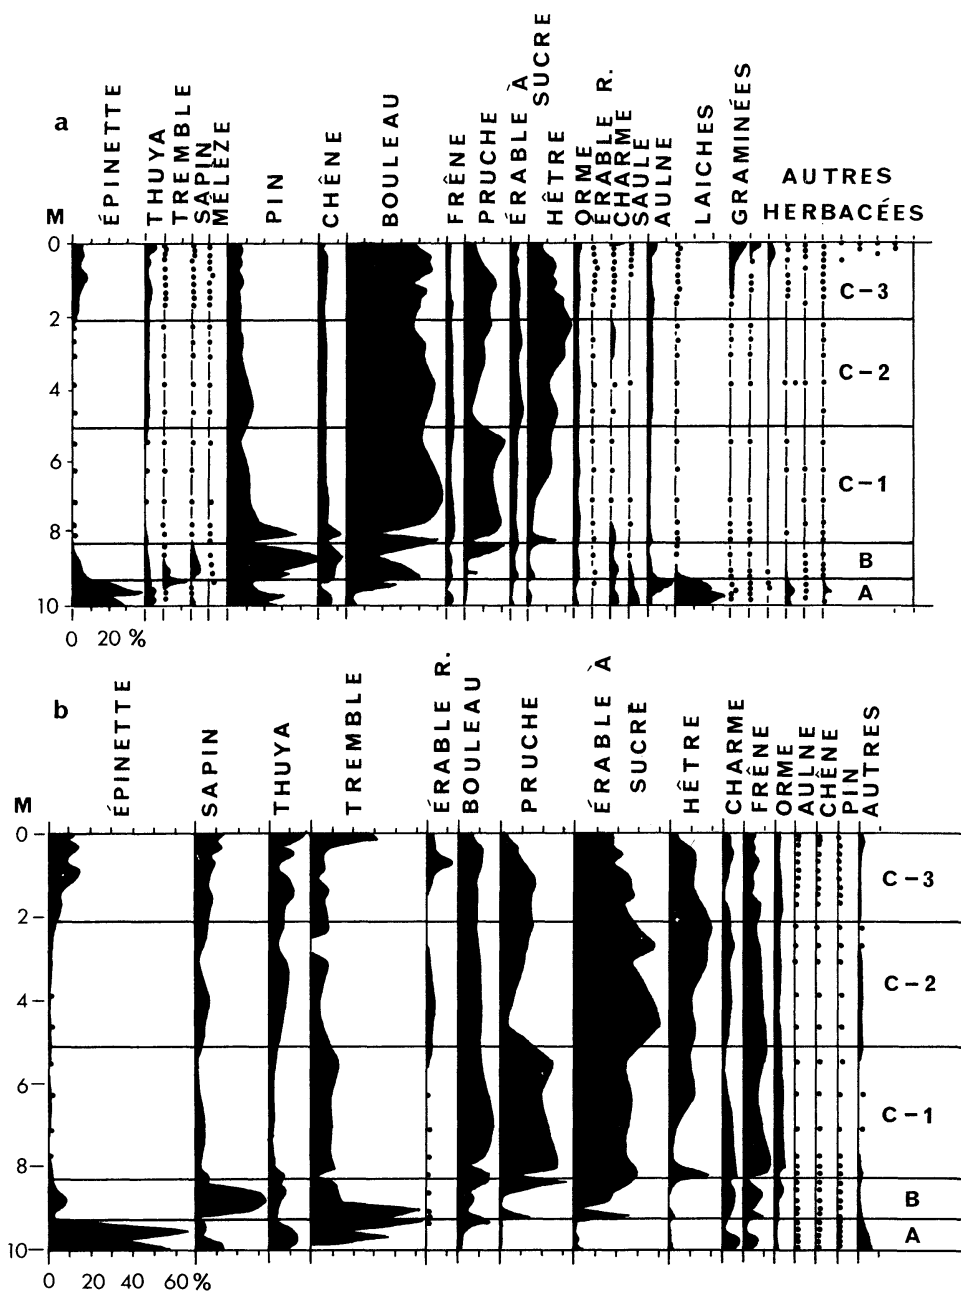 a
M
ÉPINETTE
THUYA
TREMBLE
SAPIN
MÉLÈZE
PIN
CHÊNE
BOULEAU
FRÊNE
PRUCHE
ÉRABLE À
SUCRE
HÊTRE
ORME
ÉRABLE R.
CHARME
SAULE
AULNE
LAICHES
GRAMINÉES
AUTRES
HERBACÉES
0
2
4
6
8
10
C-3
C-2
C-1
B
A
0 20 %
b
M
ÉPINETTE
SAPIN
THUYA
TREMBLE
ÉRABLE R.
BOULEAU
PRUCHE
ÉRABLE À
SUCRE
HÊTRE
CHARME
FRÊNE
ORME
AULNE
CHÊNE
PIN
AUTRES
0
2
4
6
8
10
C-3
C-2
C-1
B
A
0 20 40 60 %